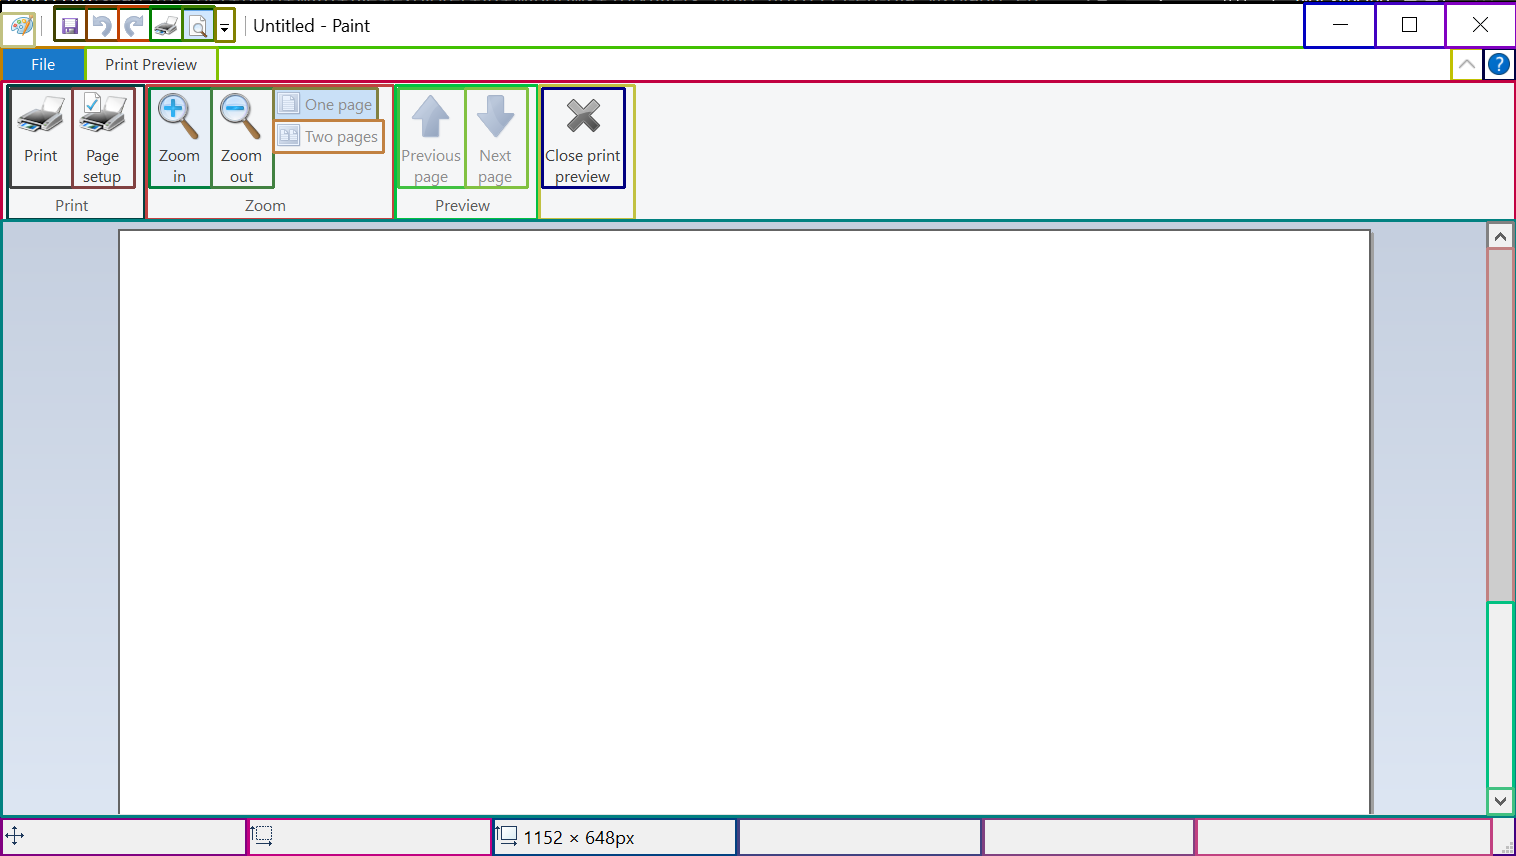 Untitled - Paint
File
Print Preview
?
Print
Page
setup
Print
Zoom
in
Zoom
out
One page
Two pages
Zoom
Previous
page
Next
page
Preview
Close print
preview
1152 × 648px